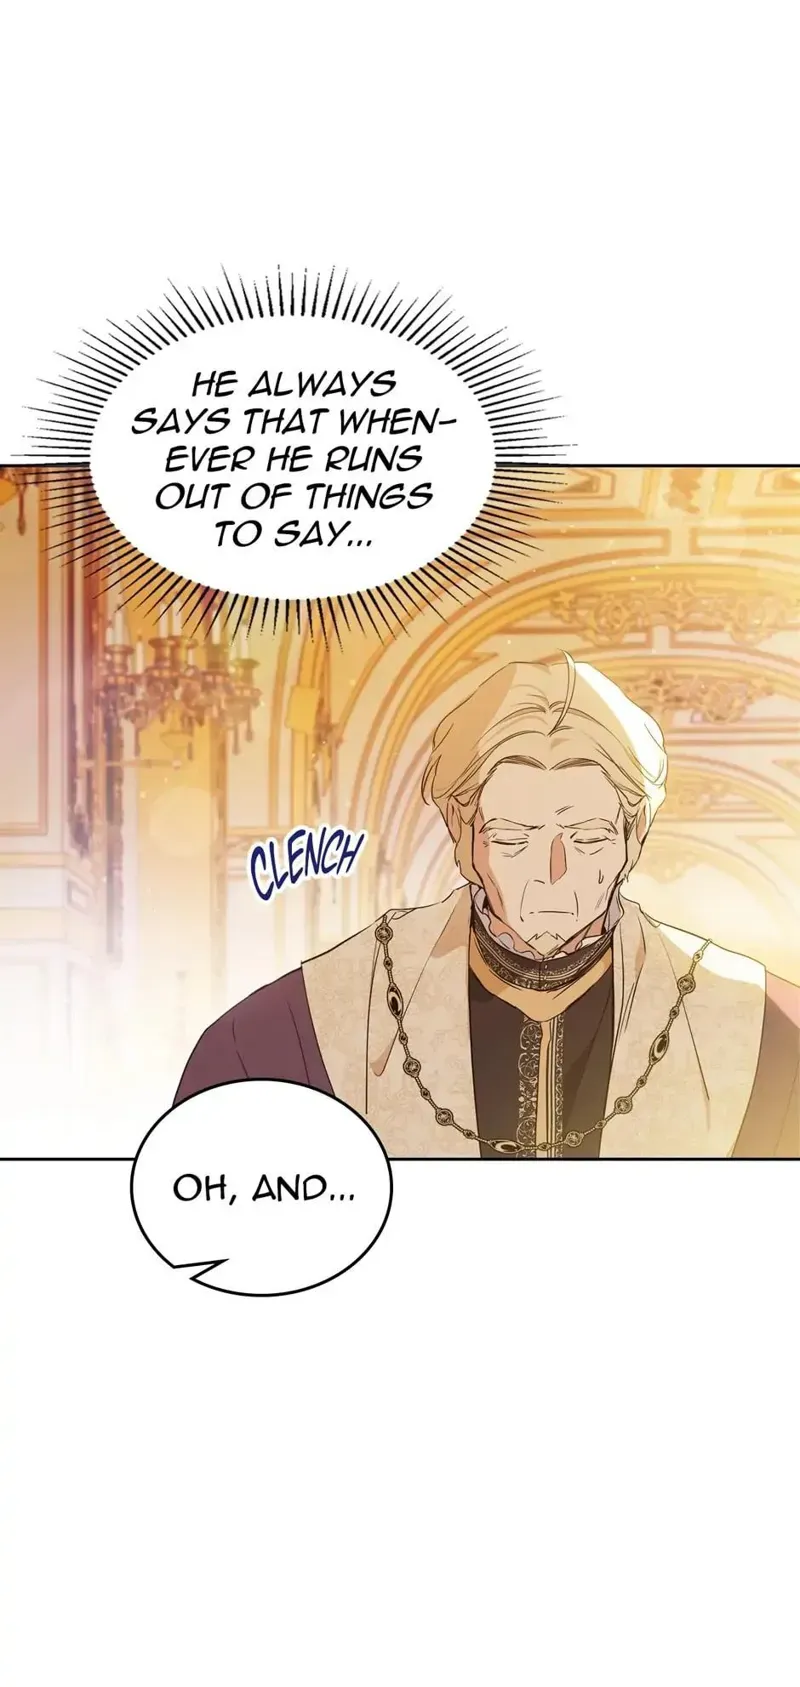 HE ALWAYS
SAYS THAT WHEN-
EVER HE RUNS
OUT OF THINGS
TO SAY...
CLENCH
OH, AND...